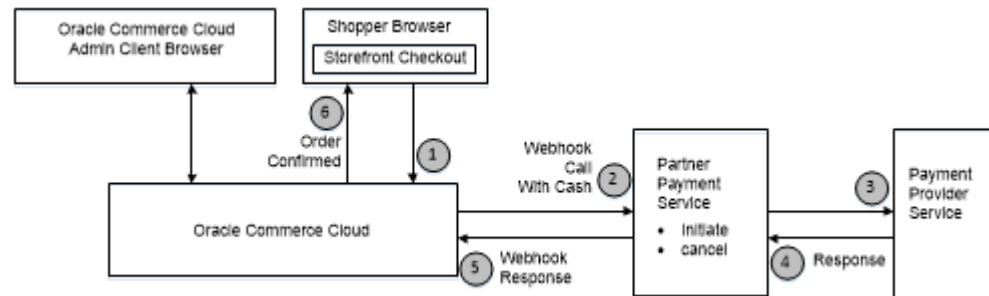 Oracle Commerce Cloud
Admin Client Browser
Shopper Browser
Storefront Checkout
6
Order
Confirmed
1
Webhook
Call
With Cash
2
Partner
Payment
Service
• Initiate
• cancel
3
Payment
Provider
Service
Oracle Commerce Cloud
5
Webhook
Response
4
Response